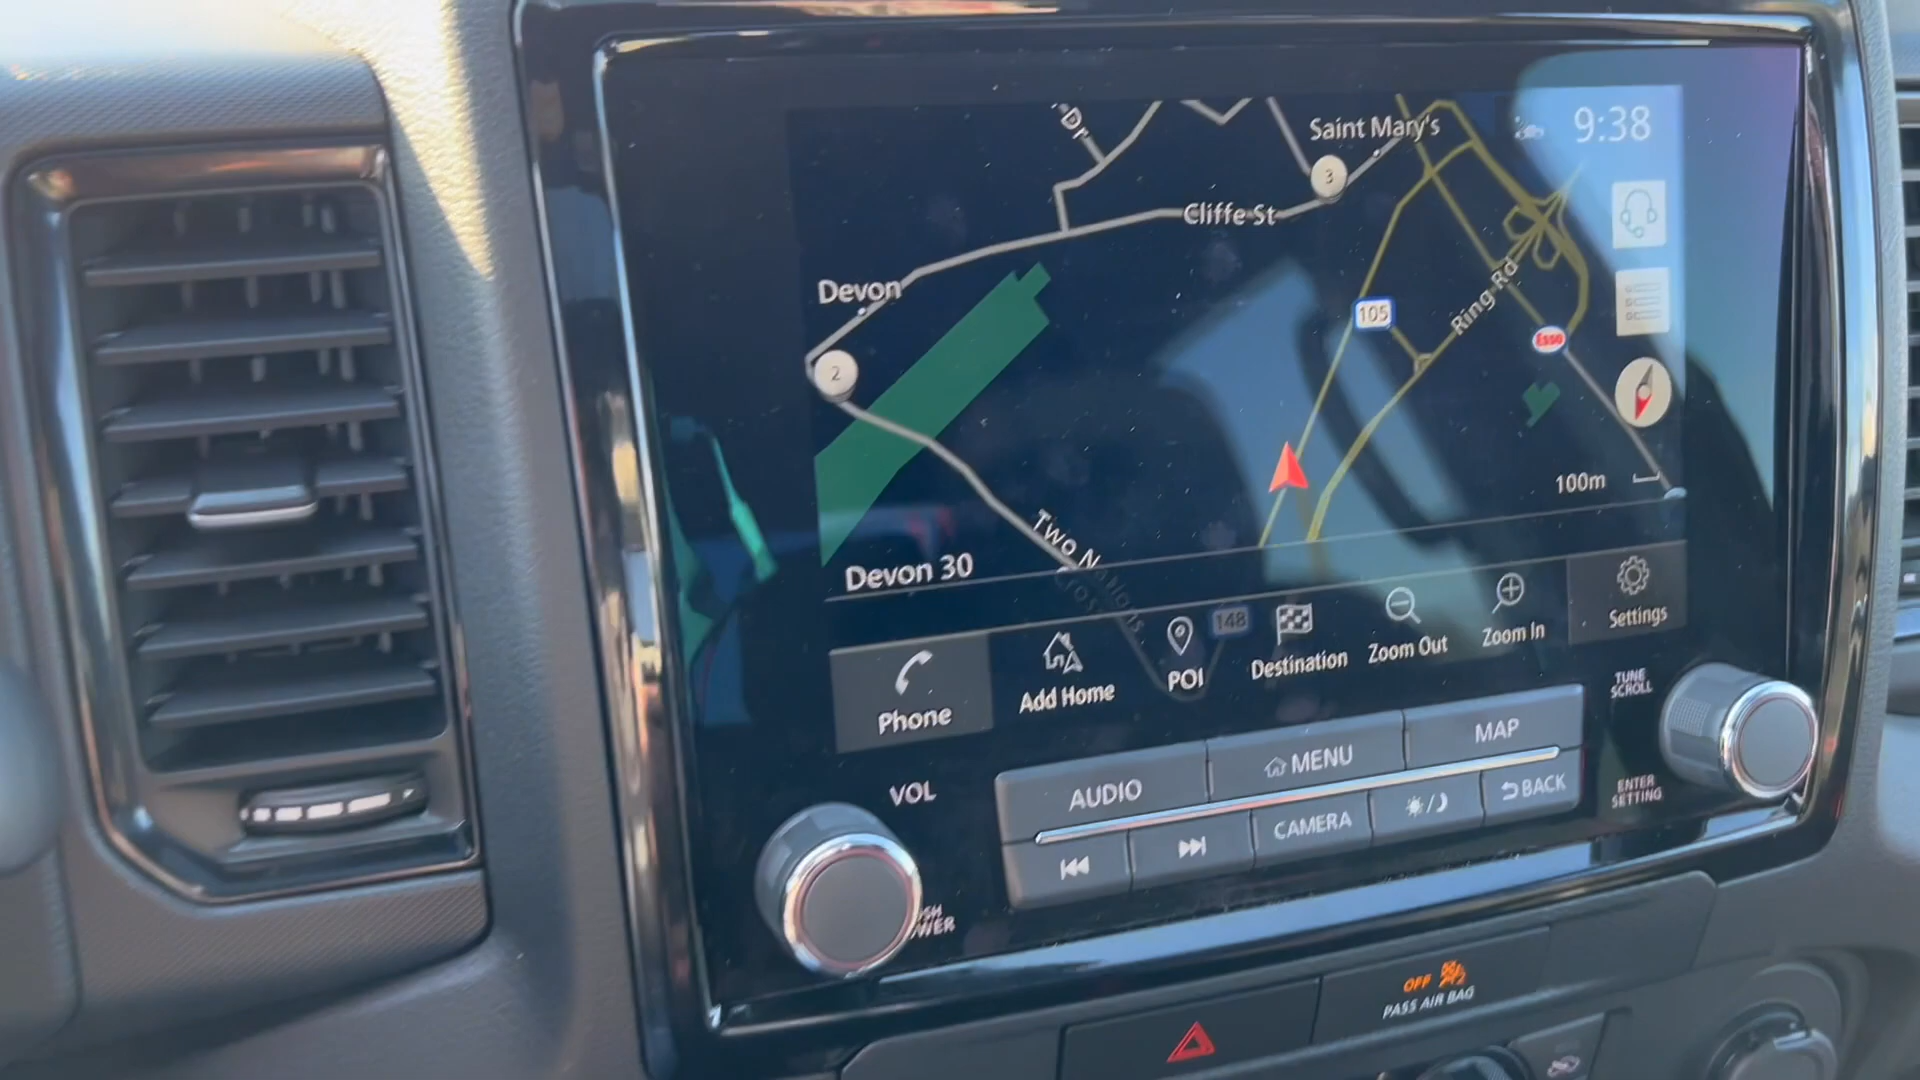 Dr
Saint Mary's
9:38
3
Cliffe St
Devon
105
Ring Rd
Esso
2
100m
Two N
Devon 30
148
Phone
Add Home
POI
Destination
Zoom Out
Zoom In
Settings
TUNE
SCROLL
VOL
AUDIO
MENU
MAP
CAMERA
BACK
ENTER
SETTING
OFF
PASS AIR BAG